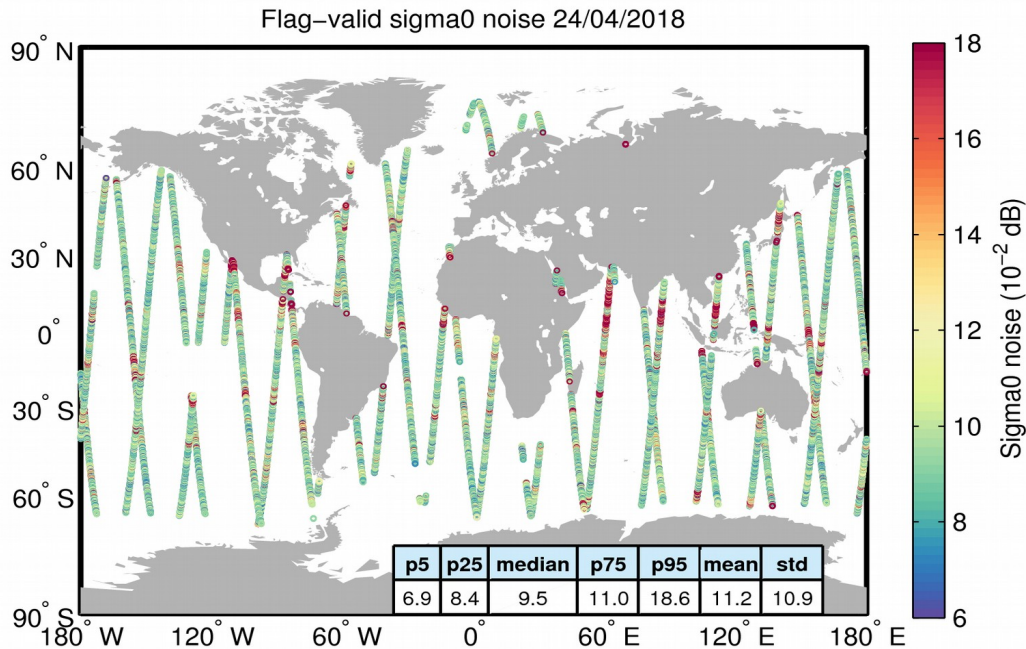 Flag−valid sigma0 noise 24/04/2018
90° N
60° N
30° N
0°
30° S
60° S
90° S
180° W 120° W 60° W 0° 60° E 120° E 180° E
p5 p25 median p75 p95 mean std
6.9 8.4 9.5 11.0 18.6 11.2 10.9
18
16
14
12
10
8
6
Sigma0 noise (10⁻² dB)